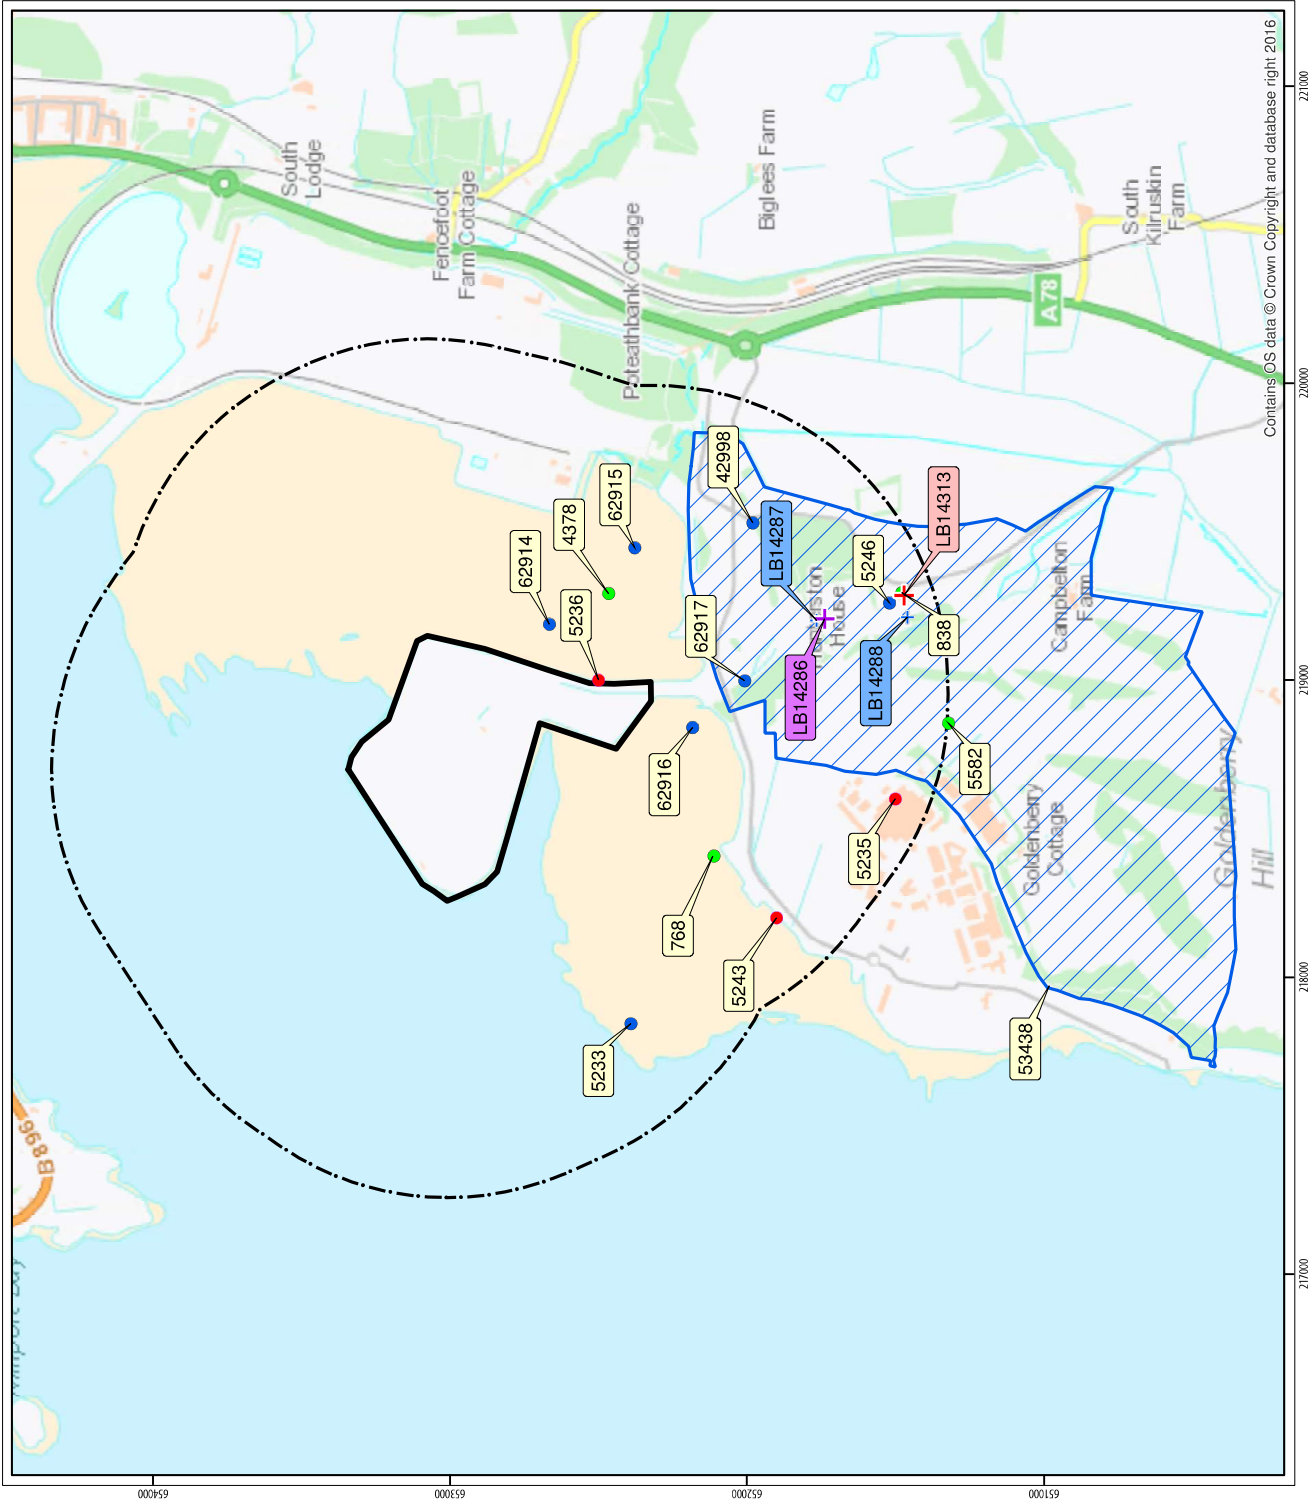 Contains OS data © Crown Copyright and database right 2016
221000
220000
219000
218000
217000
654000
653000
652000
651000
South
Lodge
Fencefoot
Farm Cottage
Poteathbank Cottage
Biglees Farm
South
Kilruskin
Farm
A78
B 896
House
Campbelton
Farm
Goldenberry
Cottage
Goldenberry
Hill
62914
4378
62915
5236
42998
LB14287
LB14313
5246
62917
838
LB14286
LB14288
62916
5582
5235
768
5243
5233
53438